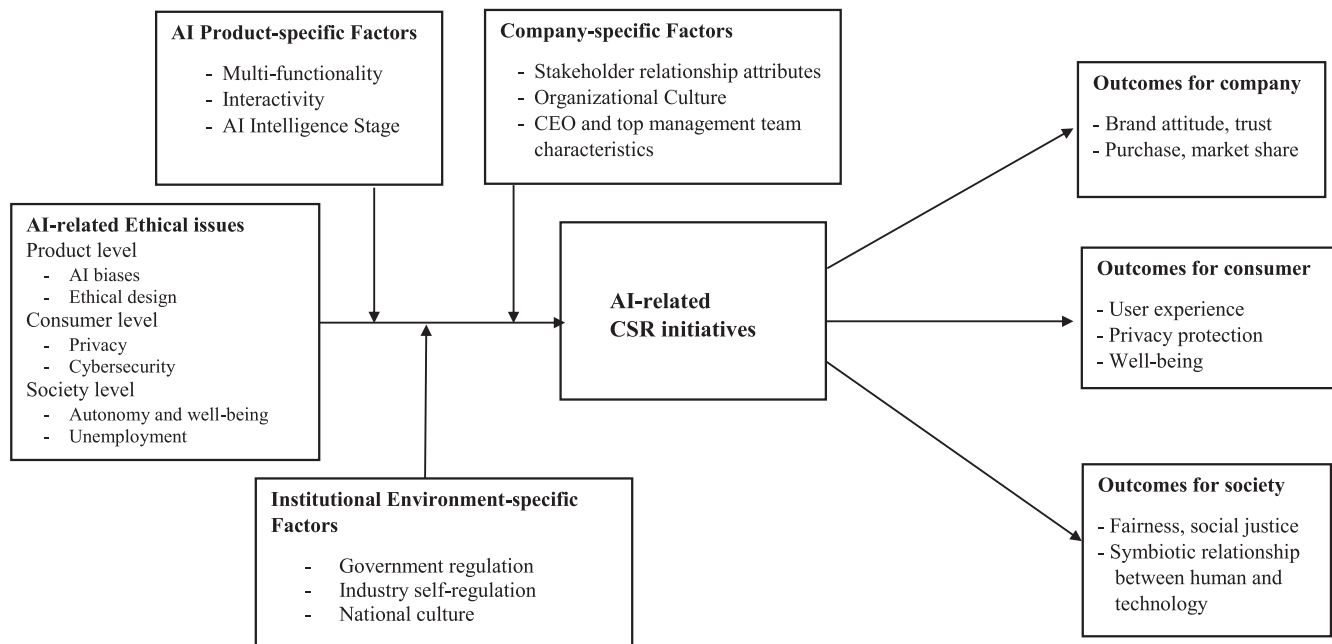 AI Product-specific Factors
- Multi-functionality
- Interactivity
- AI Intelligence Stage
Company-specific Factors
- Stakeholder relationship attributes
- Organizational Culture
- CEO and top management team
characteristics
AI-related Ethical issues
Product level
- AI biases
- Ethical design
Consumer level
- Privacy
- Cybersecurity
Society level
- Autonomy and well-being
- Unemployment
Institutional Environment-specific
Factors
- Government regulation
- Industry self-regulation
- National culture
AI-related
CSR initiatives
Outcomes for company
- Brand attitude, trust
- Purchase, market share
Outcomes for consumer
- User experience
- Privacy protection
- Well-being
Outcomes for society
- Fairness, social justice
- Symbiotic relationship
between human and
technology